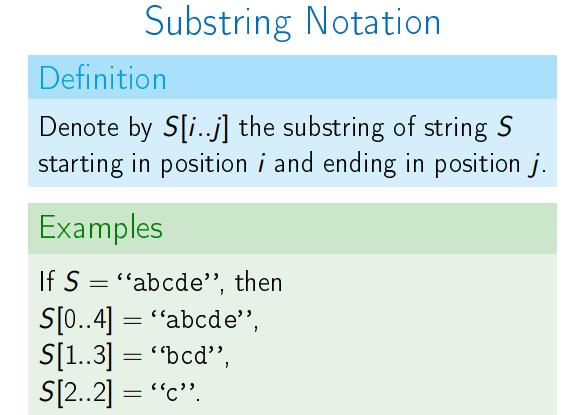 Substring Notation
Definition
Denote by S[i..j] the substring of string S
starting in position i and ending in position j.
Examples
If S = “abcde”, then
S[0..4] = “abcde”,
S[1..3] = “bcd”,
S[2..2] = “c”.